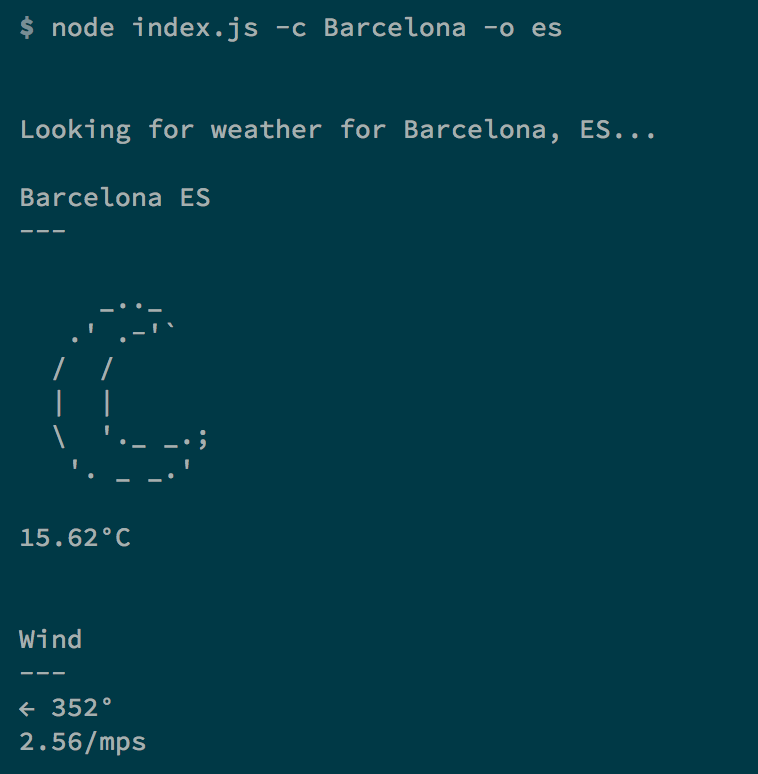 $ node index.js -c Barcelona -o es
Looking for weather for Barcelona, ES...
Barcelona ES
---
     _.._
   .' .-'`
  /  /
  |  |
  \  '._ _.;
   '. _ _.'
15.62°C
Wind
---
← 352°
2.56/mps